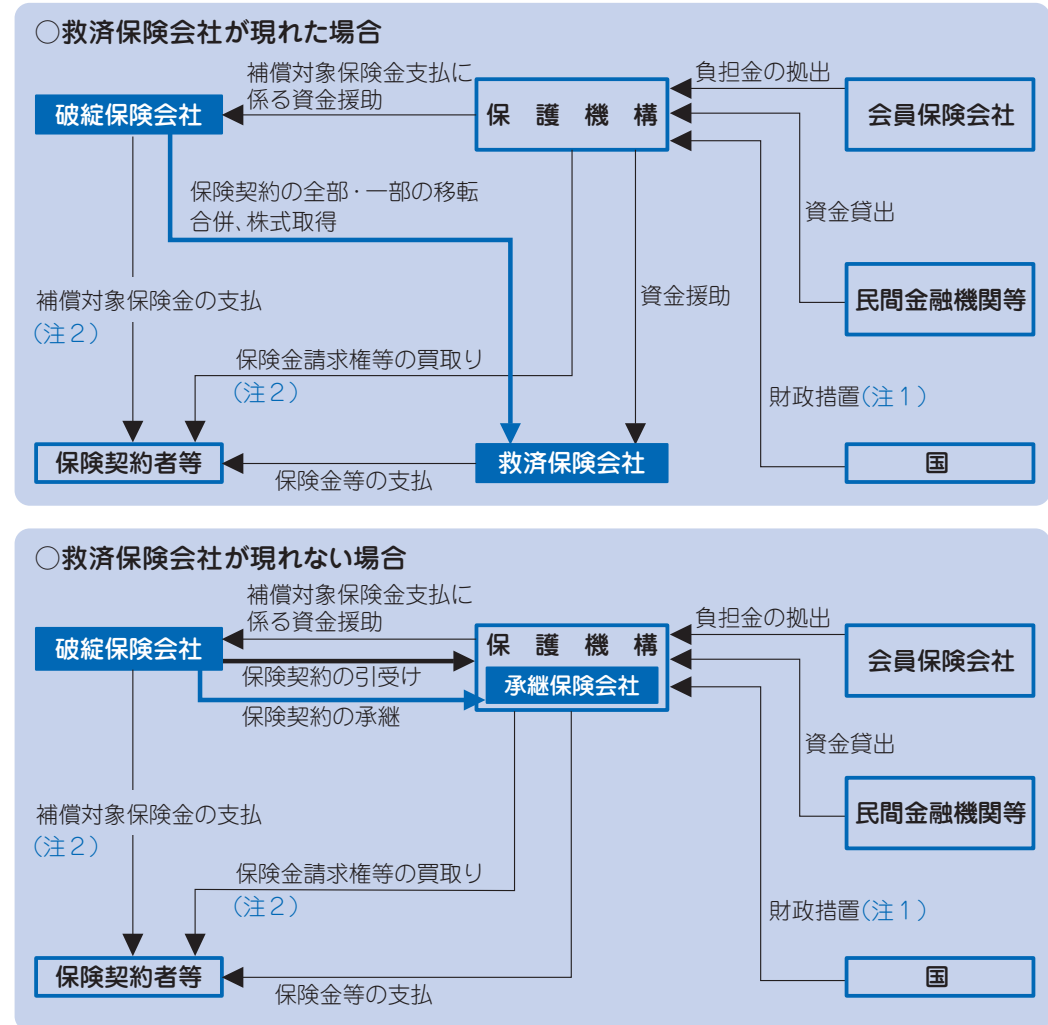 ○救済保険会社が現れた場合
補償対象保険金支払に
係る資金援助
負担金の拠出
破綻保険会社
保護機構
会員保険会社
保険契約の全部・一部の移転
合併、株式取得
資金貸出
補償対象保険金の支払
(注2)
資金援助
民間金融機関等
保険金請求権等の買取り
(注2)
財政措置(注1)
保険契約者等
救済保険会社
国
保険金等の支払
○救済保険会社が現れない場合
補償対象保険金支払に
係る資金援助
負担金の拠出
破綻保険会社
保護機構
会員保険会社
保険契約の引受け
承継保険会社
保険契約の承継
資金貸出
補償対象保険金の支払
(注2)
民間金融機関等
保険金請求権等の買取り
(注2)
財政措置(注1)
保険契約者等
国
保険金等の支払